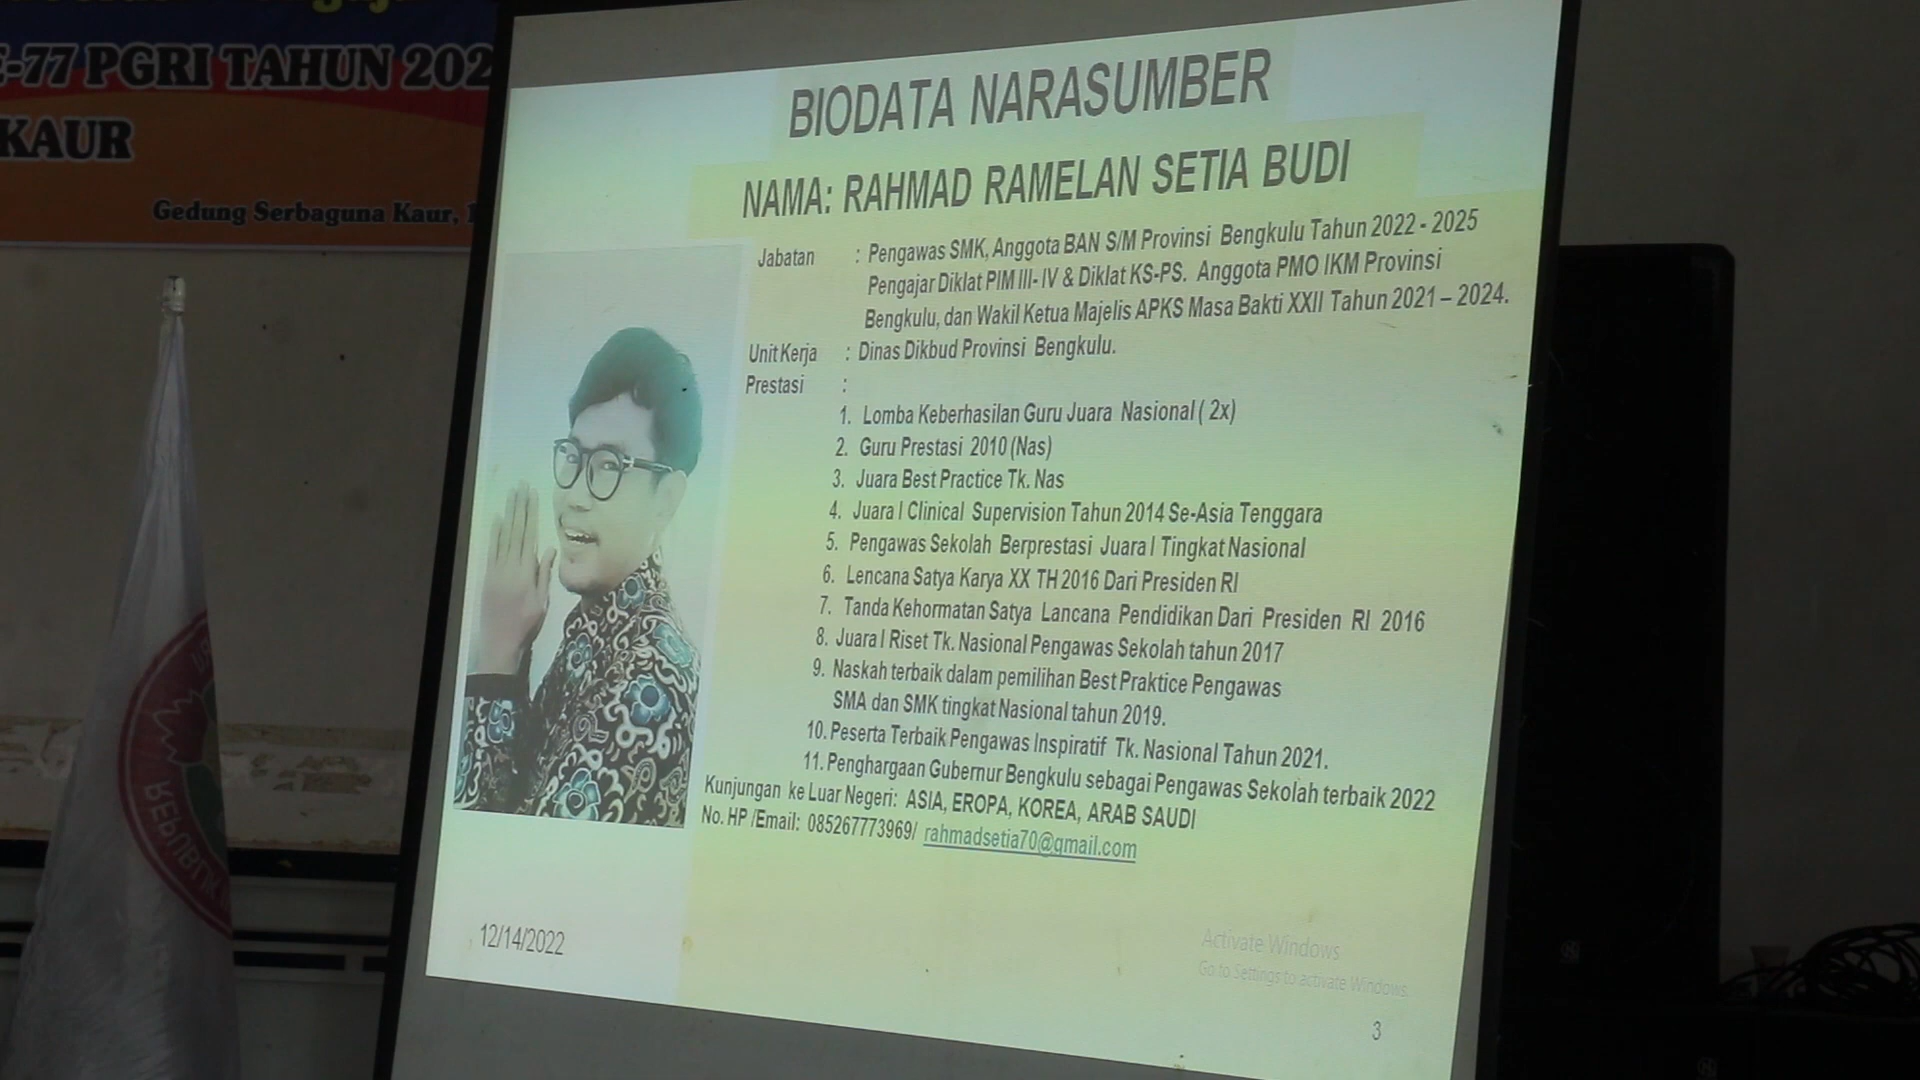 E-77 PGRI TAHUN 202
KAUR
Gedung Serbaguna Kaur,
BIODATA NARASUMBER
NAMA: RAHMAD RAMELAN SETIA BUDI
Jabatan : Pengawas SMK, Anggota BAN S/M Provinsi Bengkulu Tahun 2022 - 2025
Pengajar Diklat PIM III- IV & Diklat KS-PS. Anggota PMO IKM Provinsi
Bengkulu, dan Wakil Ketua Majelis APKS Masa Bakti XXII Tahun 2021 – 2024.
Unit Kerja : Dinas Dikbud Provinsi Bengkulu.
Prestasi :
1. Lomba Keberhasilan Guru Juara Nasional ( 2x)
2. Guru Prestasi 2010 (Nas)
3. Juara Best Practice Tk. Nas
4. Juara I Clinical Supervision Tahun 2014 Se-Asia Tenggara
5. Pengawas Sekolah Berprestasi Juara I Tingkat Nasional
6. Lencana Satya Karya XX TH 2016 Dari Presiden RI
7. Tanda Kehormatan Satya Lancana Pendidikan Dari Presiden RI 2016
8. Juara I Riset Tk. Nasional Pengawas Sekolah tahun 2017
9. Naskah terbaik dalam pemilihan Best Praktice Pengawas
SMA dan SMK tingkat Nasional tahun 2019.
10. Peserta Terbaik Pengawas Inspiratif Tk. Nasional Tahun 2021.
11. Penghargaan Gubernur Bengkulu sebagai Pengawas Sekolah terbaik 2022
Kunjungan ke Luar Negeri: ASIA, EROPA, KOREA, ARAB SAUDI
No. HP /Email: 085267773969/ rahmadsetia70@gmail.com
12/14/2022
Activate Windows
Go to Settings to activate Windows.
3